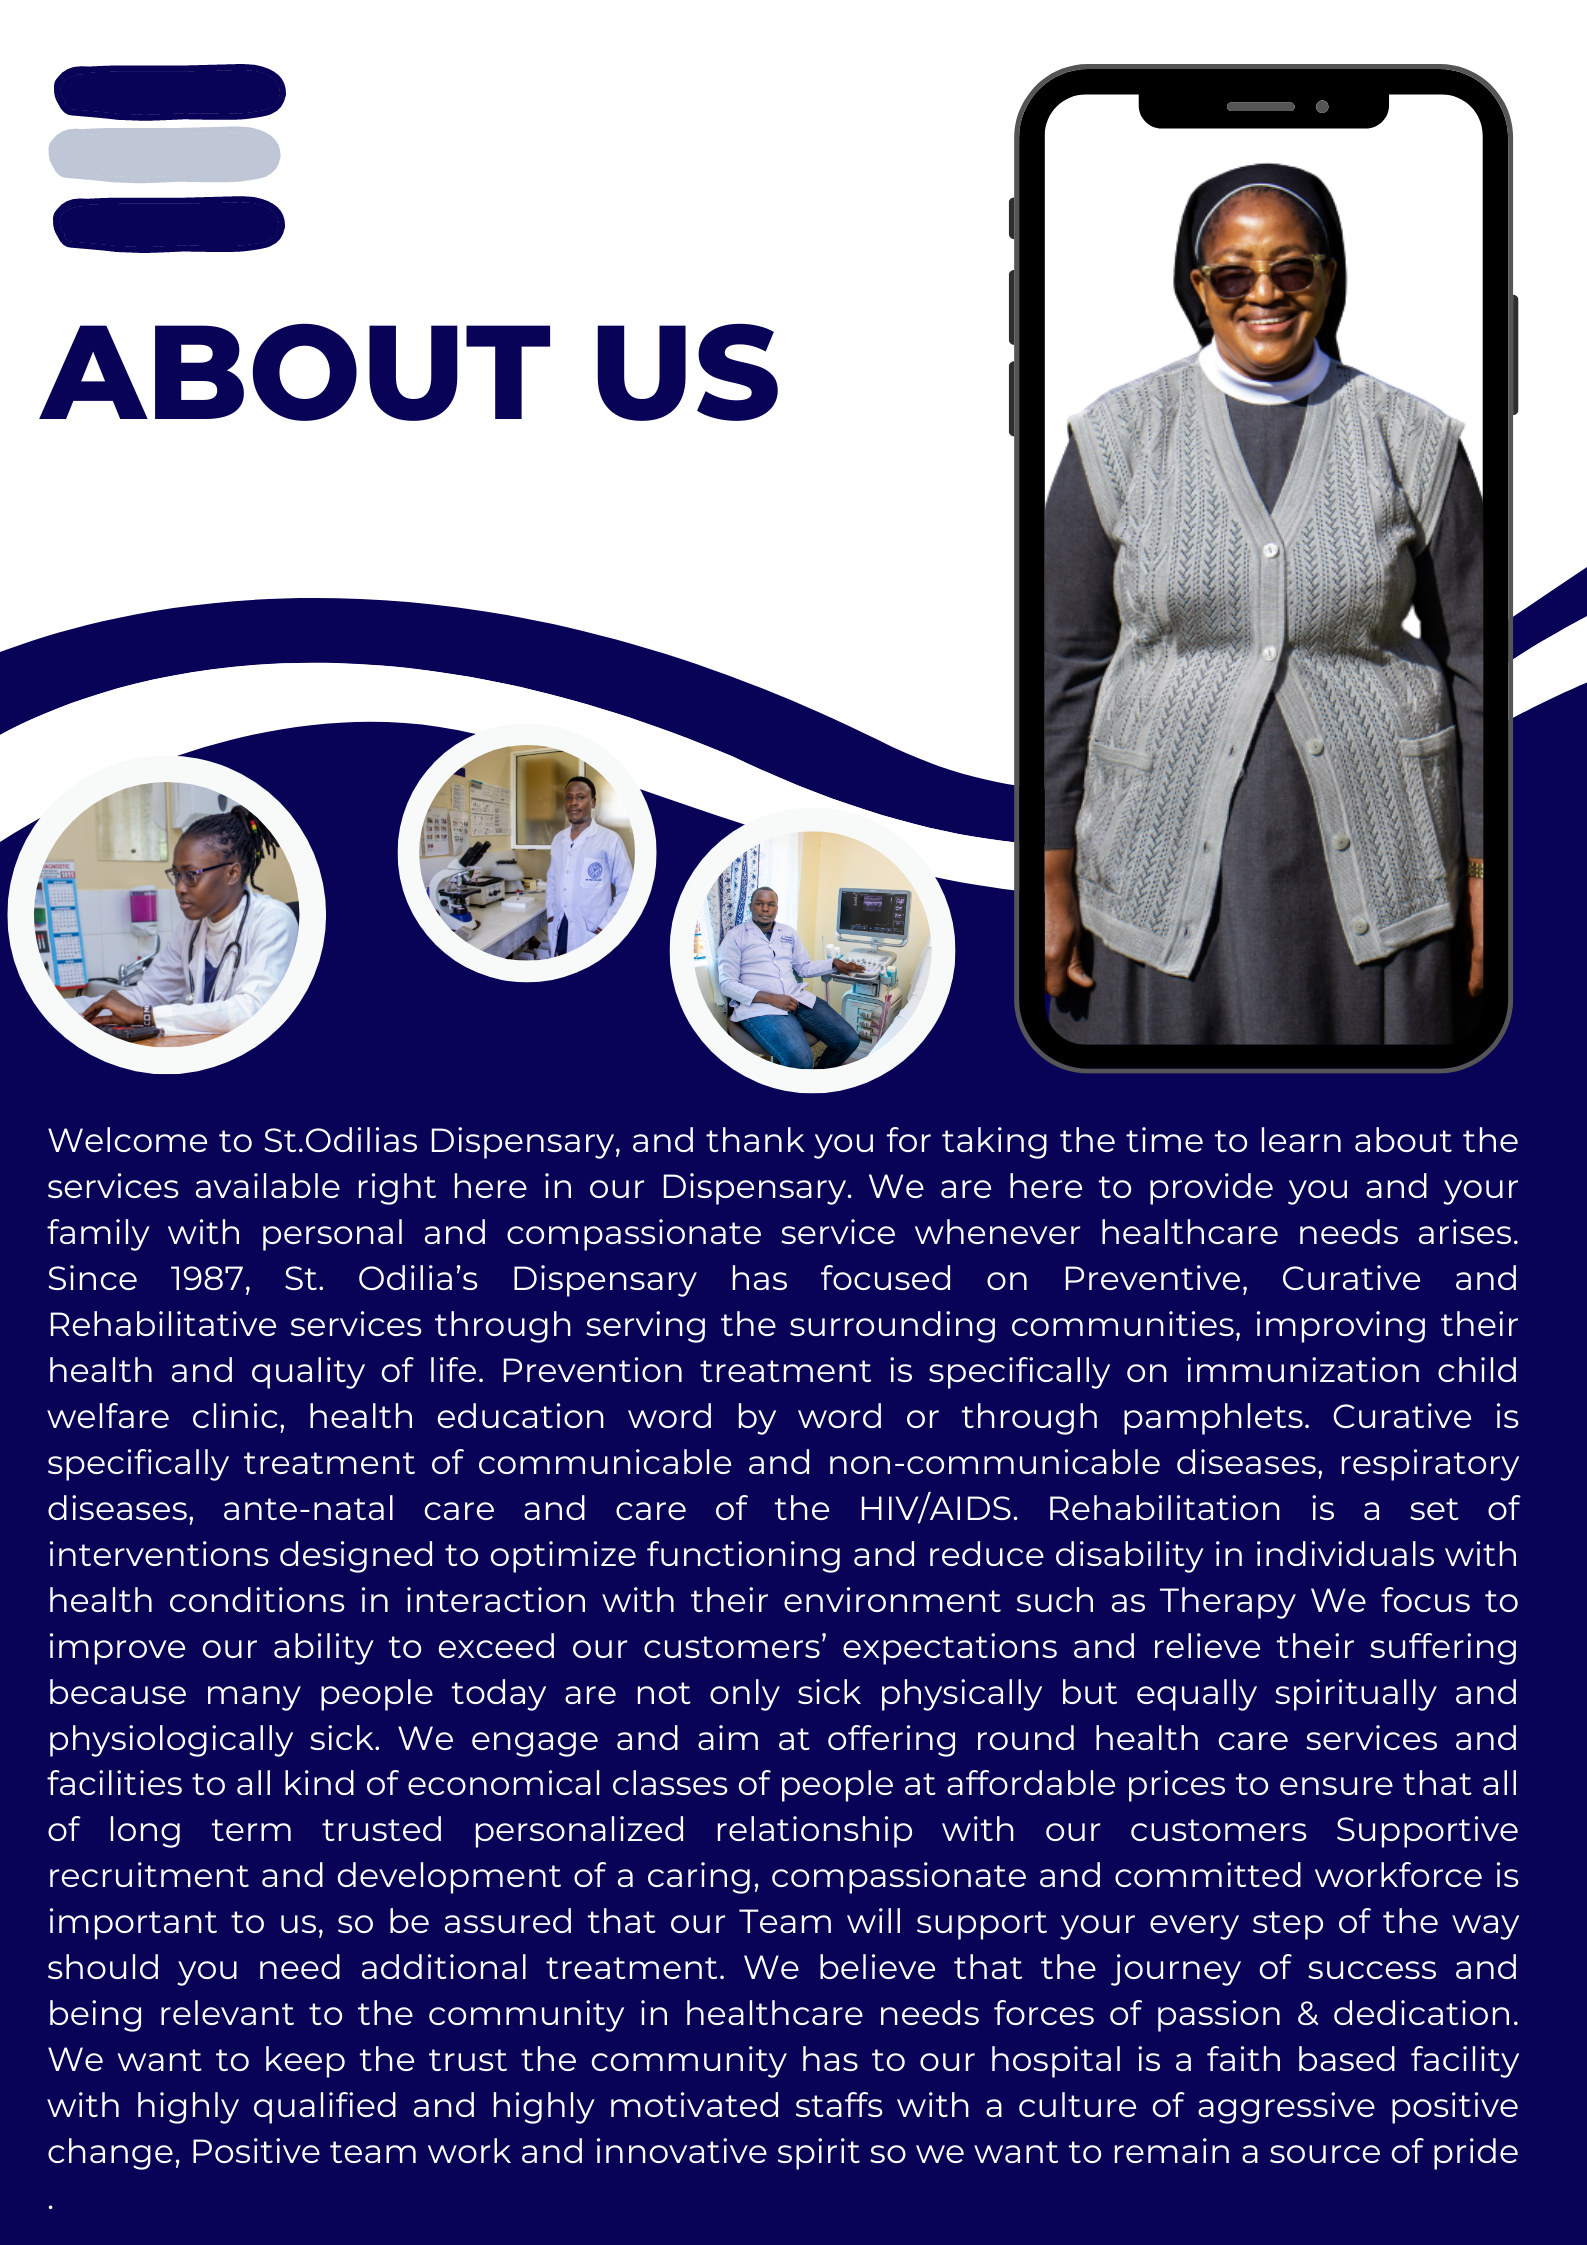 ABOUT US
Welcome to St.Odilias Dispensary, and thank you for taking the time to learn about the
services available right here in our Dispensary. We are here to provide you and your
family with personal and compassionate service whenever healthcare needs arises.
Since 1987, St. Odilia’s Dispensary has focused on Preventive, Curative and
Rehabilitative services through serving the surrounding communities, improving their
health and quality of life. Prevention treatment is specifically on immunization child
welfare clinic, health education word by word or through pamphlets. Curative is
specifically treatment of communicable and non-communicable diseases, respiratory
diseases, ante-natal care and care of the HIV/AIDS. Rehabilitation is a set of
interventions designed to optimize functioning and reduce disability in individuals with
health conditions in interaction with their environment such as Therapy We focus to
improve our ability to exceed our customers’ expectations and relieve their suffering
because many people today are not only sick physically but equally spiritually and
physiologically sick. We engage and aim at offering round health care services and
facilities to all kind of economical classes of people at affordable prices to ensure that all
of long term trusted personalized relationship with our customers Supportive
recruitment and development of a caring, compassionate and committed workforce is
important to us, so be assured that our Team will support your every step of the way
should you need additional treatment. We believe that the journey of success and
being relevant to the community in healthcare needs forces of passion & dedication.
We want to keep the trust the community has to our hospital is a faith based facility
with highly qualified and highly motivated staffs with a culture of aggressive positive
change, Positive team work and innovative spirit so we want to remain a source of pride
.